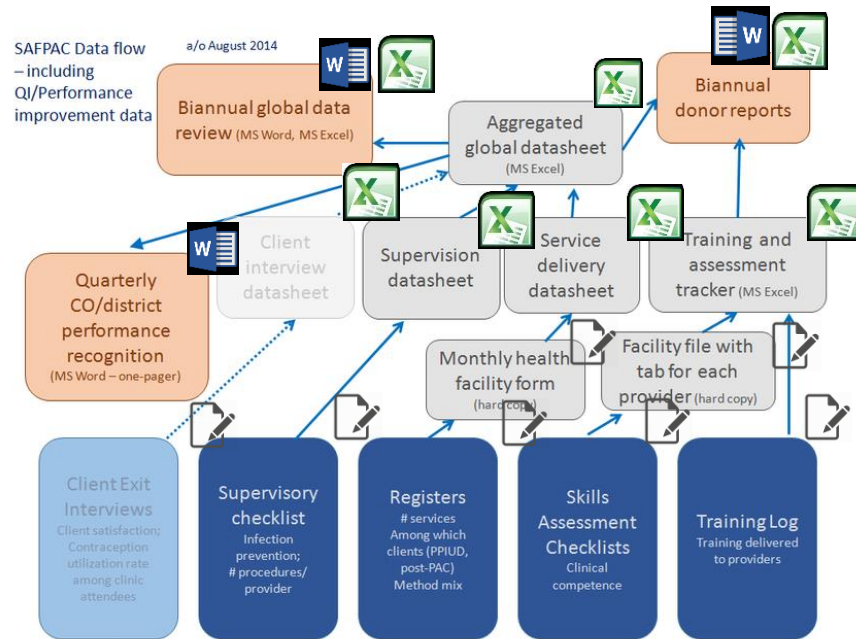 SAFPAC Data flow
– including
QI/Performance
improvement data
a/o August 2014
Biannual global data
review (MS Word, MS Excel)
Aggregated
global datasheet
(MS Excel)
Biannual
donor reports
Quarterly
CO/district
performance
recognition
(MS Word – one-pager)
Client
interview
datasheet
Supervision
datasheet
Service
delivery
datasheet
Training and
assessment
tracker (MS Excel)
Monthly health
facility form
(hard copy)
Facility file with
tab for each
provider (hard copy)
Client Exit
Interviews
Client satisfaction;
Contraception
utilization rate
among clinic
attendees
Supervisory
checklist
Infection
prevention;
# procedures/
provider
Registers
# services
Among which
clients (PPIUD,
post-PAC)
Method mix
Skills
Assessment
Checklists
Clinical
competence
Training Log
Training delivered
to providers
W
X
X
W
X
X
W
X
X
X
X